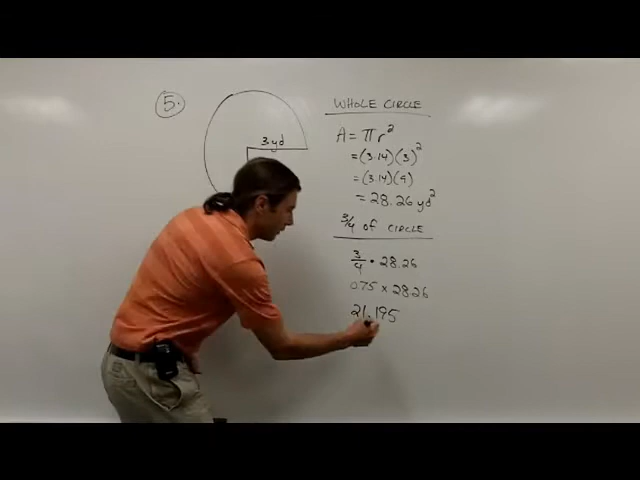 5.
3 yd
WHOLE CIRCLE
A = πr²
= (3.14)(3)²
= (3.14)(9)
= 28.26 yd²
3/4 of CIRCLE
3/4 • 28.26
0.75 x 28.26
21.195